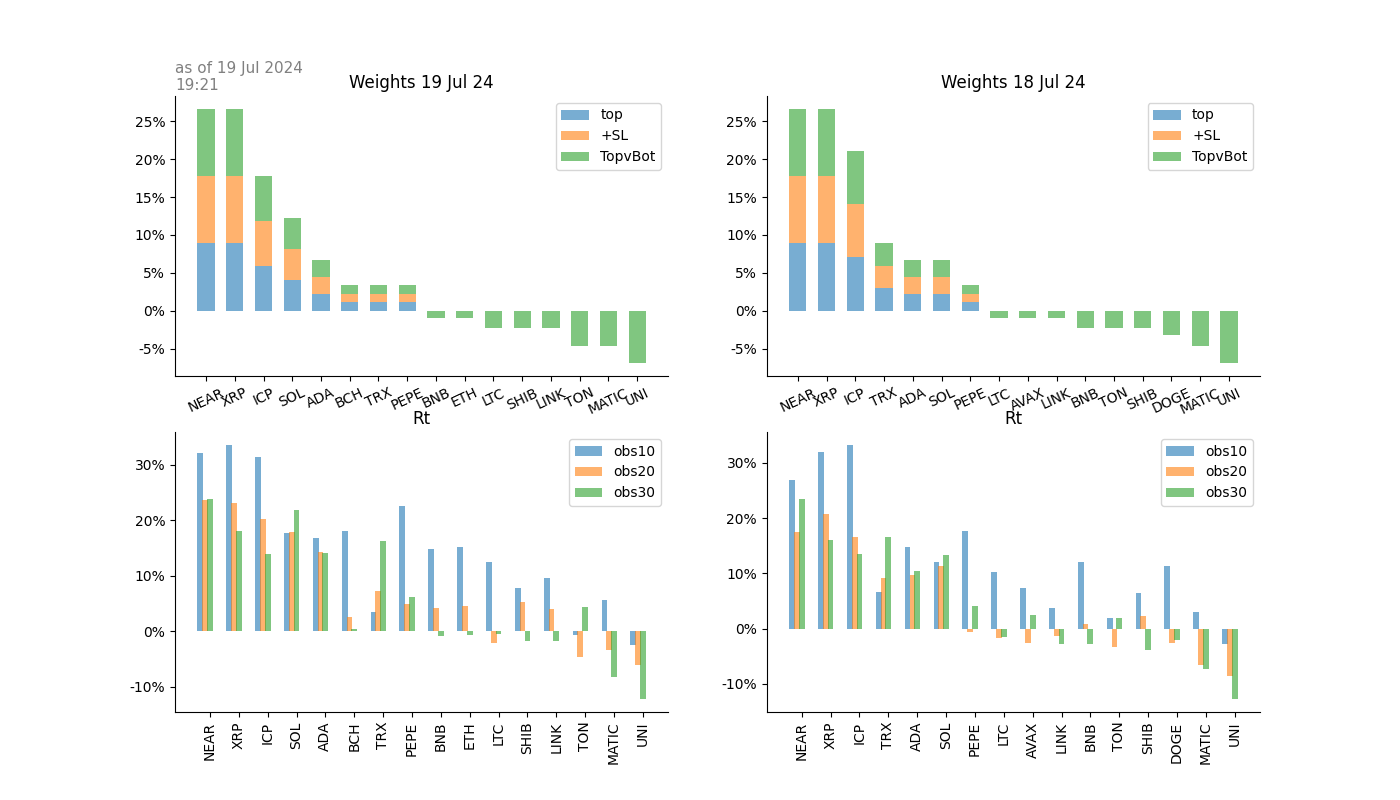 as of 19 Jul 2024
19:21
Weights 19 Jul 24
25%
20%
15%
10%
5%
0%
-5%
top
+SL
TopvBot
NEAR XRP ICP SOL ADA BCH TRX PEPE BNB ETH LTC SHIB LINK TON MATIC UNI
Weights 18 Jul 24
25%
20%
15%
10%
5%
0%
-5%
top
+SL
TopvBot
NEAR XRP ICP TRX ADA SOL PEPE LTC AVAX LINK BNB TON SHIB DOGE MATIC UNI
Rt
30%
20%
10%
0%
-10%
obs10
obs20
obs30
NEAR XRP ICP SOL ADA BCH TRX PEPE BNB ETH LTC SHIB LINK TON MATIC UNI
Rt
30%
20%
10%
0%
-10%
obs10
obs20
obs30
NEAR XRP ICP TRX ADA SOL PEPE LTC AVAX LINK BNB TON SHIB DOGE MATIC UNI